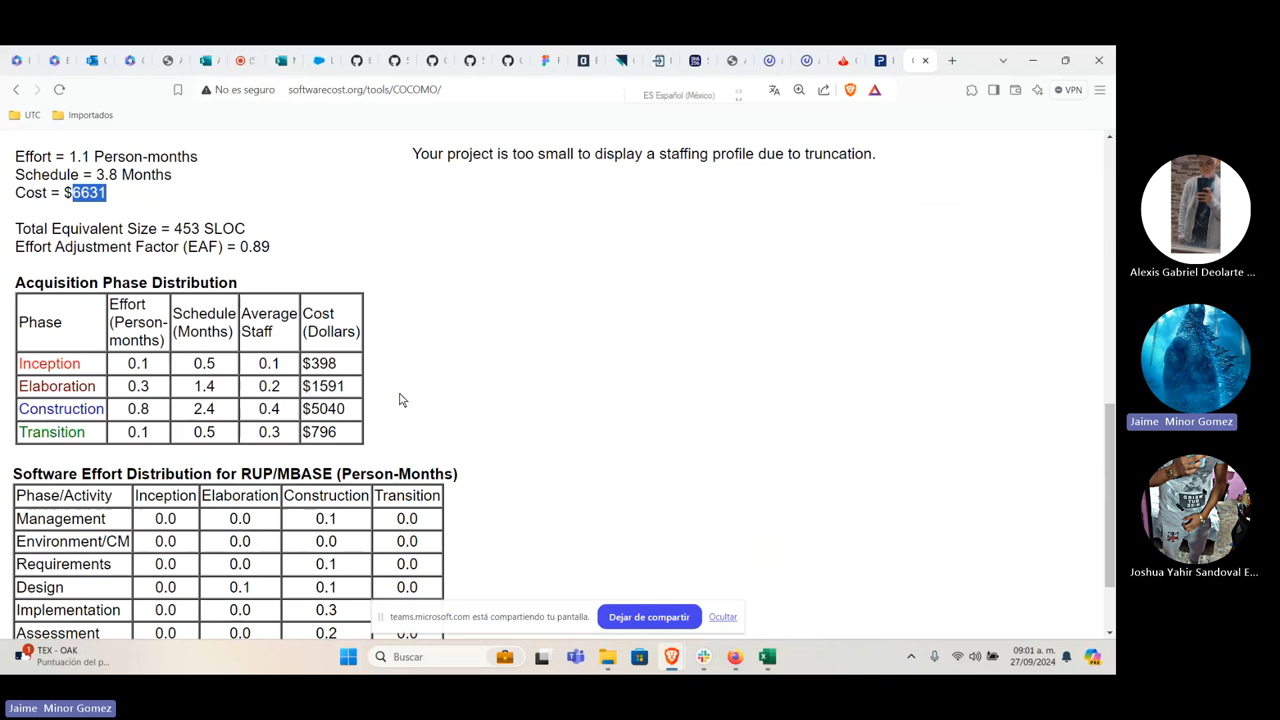 No es seguro softwarecost.org/tools/COCOMO/
ES Español (México)
VPN
UTC Importados
Effort = 1.1 Person-months
Schedule = 3.8 Months
Cost = $6631
Your project is too small to display a staffing profile due to truncation.
Total Equivalent Size = 453 SLOC
Effort Adjustment Factor (EAF) = 0.89
Acquisition Phase Distribution
Phase Effort (Person-months) Schedule (Months) Average Staff Cost (Dollars)
Inception 0.1 0.5 0.1 $398
Elaboration 0.3 1.4 0.2 $1591
Construction 0.8 2.4 0.4 $5040
Transition 0.1 0.5 0.3 $796
Software Effort Distribution for RUP/MBASE (Person-Months)
Phase/Activity Inception Elaboration Construction Transition
Management 0.0 0.0 0.1 0.0
Environment/CM 0.0 0.0 0.0 0.0
Requirements 0.0 0.0 0.1 0.0
Design 0.0 0.1 0.1 0.0
Implementation 0.0 0.0 0.3
Assessment 0.0 0.0 0.2 0.0
teams.microsoft.com está compartiendo tu pantalla. Dejar de compartir Ocultar
Alexis Gabriel Deolarte ...
Jaime Minor Gomez
Joshua Yahir Sandoval E...
1
TEX - OAK
Puntuación del p...
Buscar
09:01 a. m.
27/09/2024
Jaime Minor Gomez